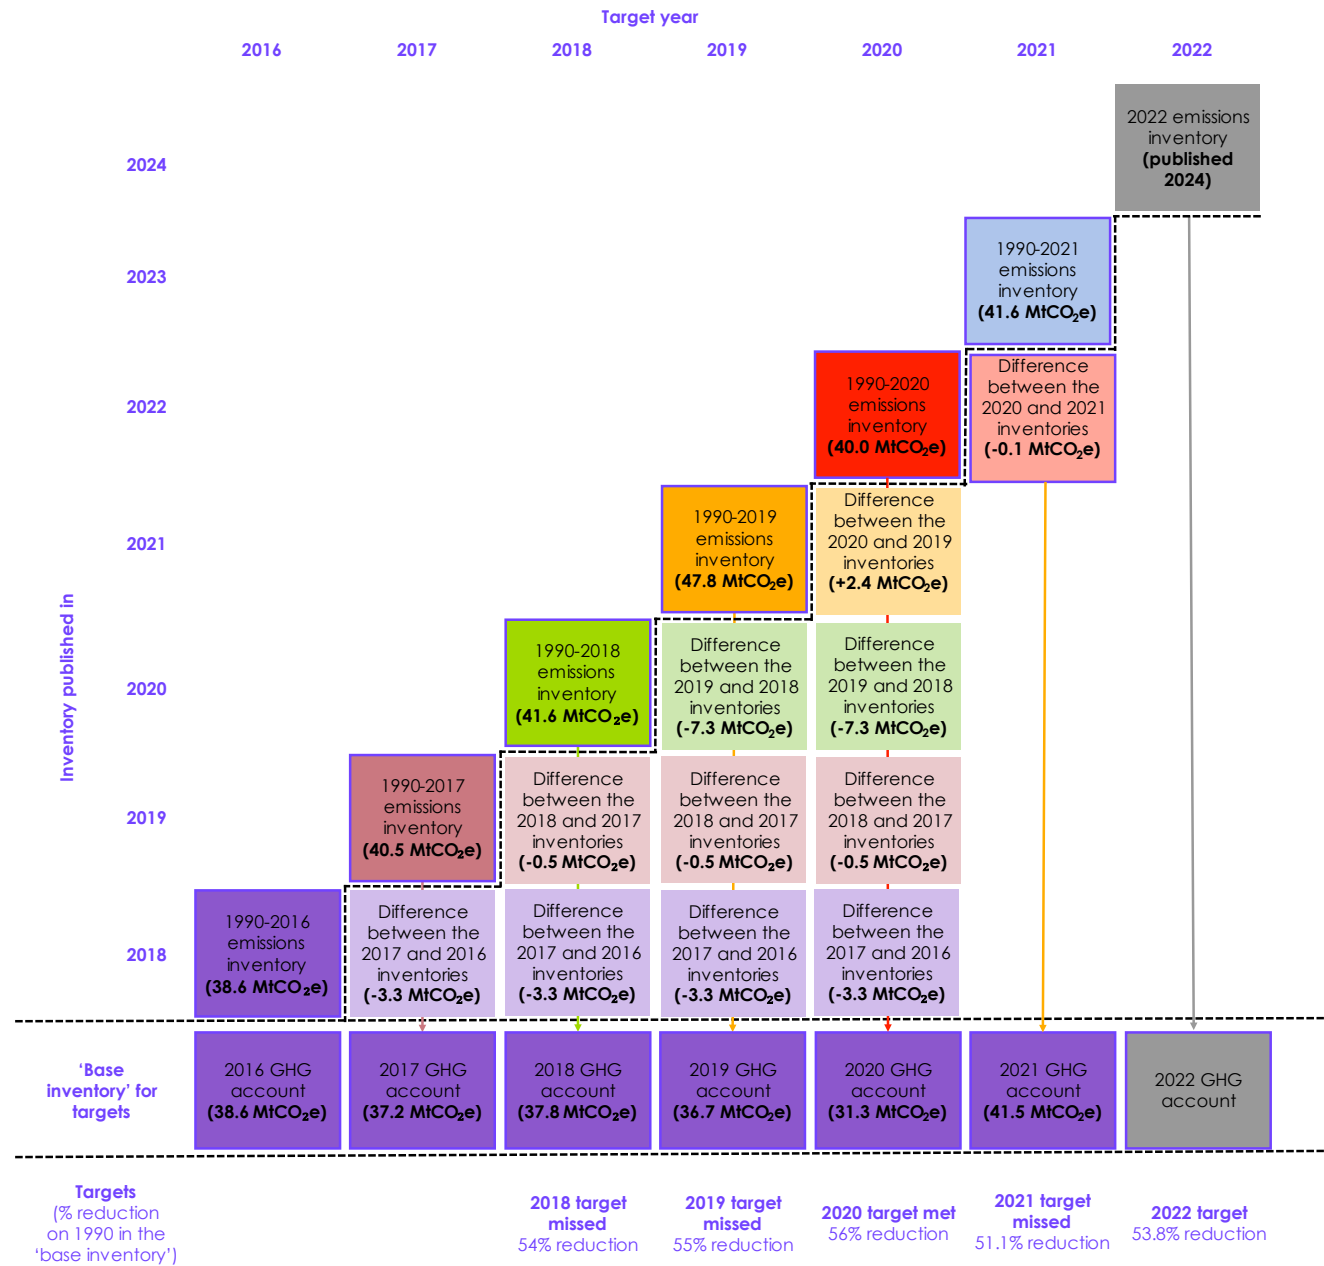 Target year
2016
2017
2018
2019
2020
2021
2022
2022 emissions
inventory
(published
2024)
2024
1990-2021
emissions
inventory
(41.6 MtCO₂e)
2023
1990-2020
emissions
inventory
(40.0 MtCO₂e)
Difference
between the
2020 and 2021
inventories
(-0.1 MtCO₂e)
2022
1990-2019
emissions
inventory
(47.8 MtCO₂e)
Difference
between the
2020 and 2019
inventories
(+2.4 MtCO₂e)
2021
Inventory published in
1990-2018
emissions
inventory
(41.6 MtCO₂e)
Difference
between the
2019 and 2018
inventories
(-7.3 MtCO₂e)
Difference
between the
2019 and 2018
inventories
(-7.3 MtCO₂e)
2020
1990-2017
emissions
inventory
(40.5 MtCO₂e)
Difference
between the
2018 and 2017
inventories
(-0.5 MtCO₂e)
Difference
between the
2018 and 2017
inventories
(-0.5 MtCO₂e)
Difference
between the
2018 and 2017
inventories
(-0.5 MtCO₂e)
2019
1990-2016
emissions
inventory
(38.6 MtCO₂e)
Difference
between the
2017 and 2016
inventories
(-3.3 MtCO₂e)
Difference
between the
2017 and 2016
inventories
(-3.3 MtCO₂e)
Difference
between the
2017 and 2016
inventories
(-3.3 MtCO₂e)
Difference
between the
2017 and 2016
inventories
(-3.3 MtCO₂e)
2018
'Base
inventory' for
targets
2016 GHG
account
(38.6 MtCO₂e)
2017 GHG
account
(37.2 MtCO₂e)
2018 GHG
account
(37.8 MtCO₂e)
2019 GHG
account
(36.7 MtCO₂e)
2020 GHG
account
(31.3 MtCO₂e)
2021 GHG
account
(41.5 MtCO₂e)
2022 GHG
account
Targets
(% reduction
on 1990 in the
'base inventory')
2018 target
missed
54% reduction
2019 target
missed
55% reduction
2020 target met
56% reduction
2021 target
missed
51.1% reduction
2022 target
53.8% reduction